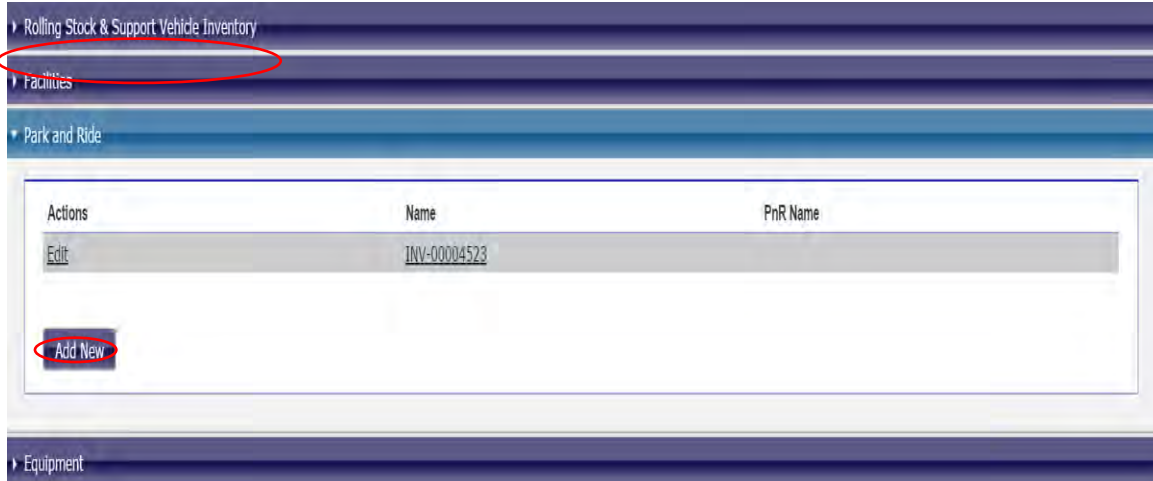 Rolling Stock & Support Vehicle Inventory
Facilities
Park and Ride
Actions Name PnR Name
Edit INV-00004523
Add New
Equipment